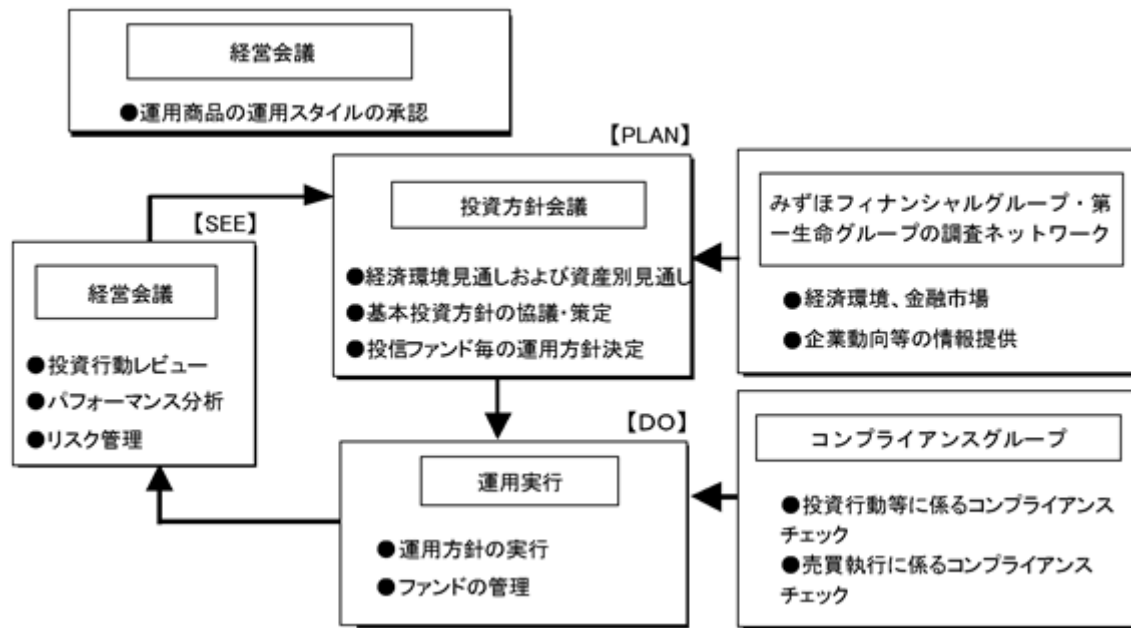 経営会議
●運用商品の運用スタイルの承認
【PLAN】
投資方針会議
●経済環境見通しおよび資産別見通し
●基本投資方針の協議・策定
●投信ファンド毎の運用方針決定
みずほフィナンシャルグループ・第
一生命グループの調査ネットワーク
●経済環境、金融市場
●企業動向等の情報提供
【SEE】
経営会議
●投資行動レビュー
●パフォーマンス分析
●リスク管理
【DO】
運用実行
●運用方針の実行
●ファンドの管理
コンプライアンスグループ
●投資行動等に係るコンプライアンス
チェック
●売買執行に係るコンプライアンス
チェック